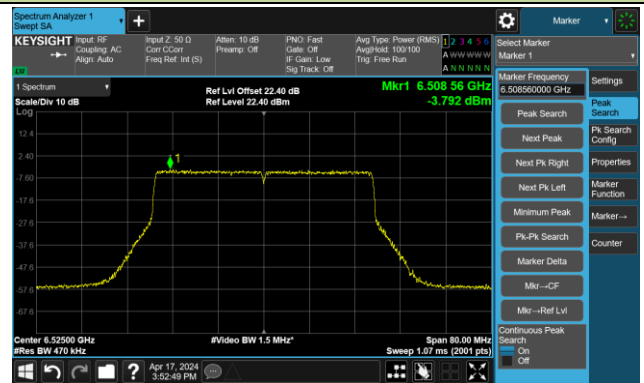 Spectrum Analyzer 1
Swept SA
Marker
KEYSIGHT
Input: RF
Coupling: AC
Align: Auto
Input Z: 50 Ω
Corr CCorr
Freq Ref: Int (S)
Atten: 10 dB
Preamp: Off
PNO: Fast
Gate: Off
IF Gain: Low
Sig Track: Off
Avg Type: Power (RMS)
Avg|Hold: 100/100
Trig: Free Run
1 2 3 4 5 6
A W W W W W
A N N N N N
LW
Select Marker
Marker 1
1 Spectrum
Scale/Div 10 dB
Log
Ref Lvl Offset 22.40 dB
Ref Level 22.40 dBm
Mkr1 6.508 56 GHz
-3.792 dBm
12.4
2.40
-7.60
-17.6
-27.6
-37.6
-47.6
-57.6
-67.6
1
Center 6.52500 GHz
#Res BW 470 kHz
#Video BW 1.5 MHz*
Span 80.00 MHz
Sweep 1.07 ms (2001 pts)
Marker Frequency
6.508560000 GHz
Peak Search
Next Peak
Next Pk Right
Next Pk Left
Minimum Peak
Pk-Pk Search
Marker Delta
Mkr→CF
Mkr→Ref Lvl
Continuous Peak
Search
On
Off
Settings
Peak
Search
Pk Search
Config
Properties
Marker
Function
Marker→
Counter
Apr 17, 2024
3:52:49 PM